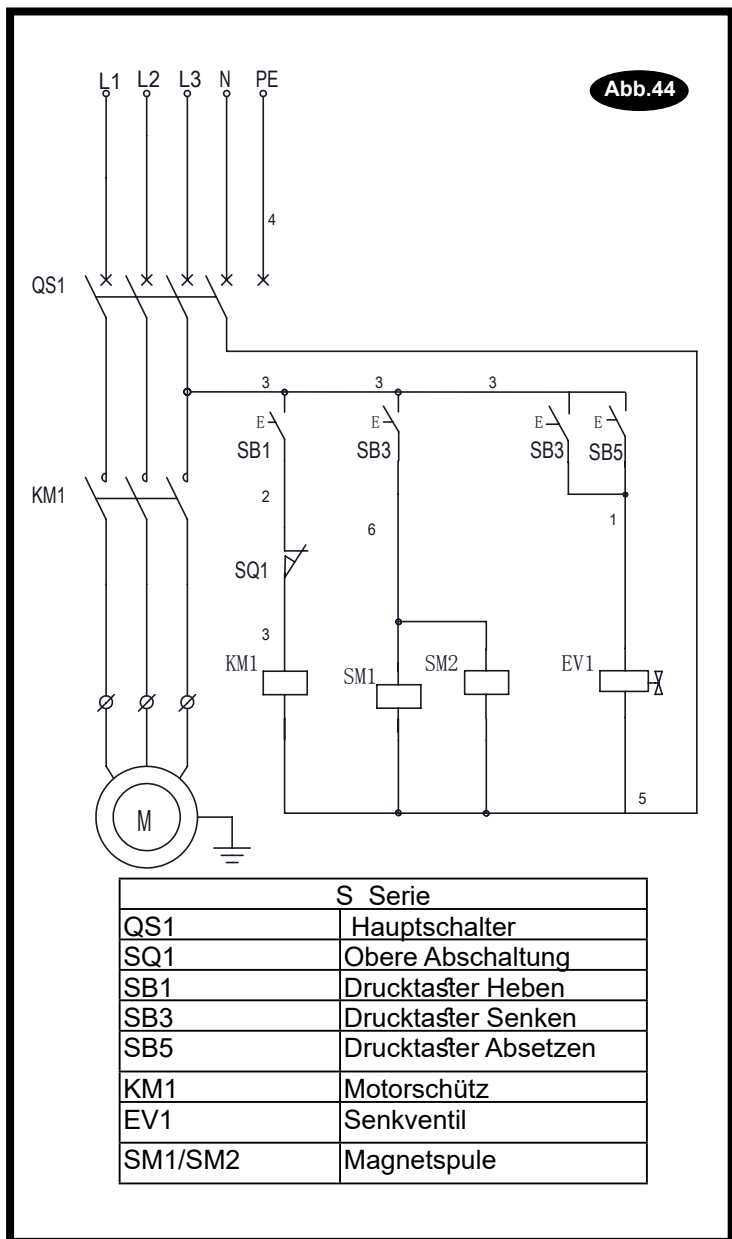 L1 L2 L3 N PE
Abb.44
4
QS1
3 3 3
E E E E
SB1 SB3 SB3 SB5
KM1
2
1
6
SQ1
3
KM1 SM1 SM2 EV1
5
M
S Serie
QS1 Hauptschalter
SQ1 Obere Abschaltung
SB1 Drucktaster Heben
SB3 Drucktaster Senken
SB5 Drucktaster Absetzen
KM1 Motorschütz
EV1 Senkventil
SM1/SM2 Magnetspule